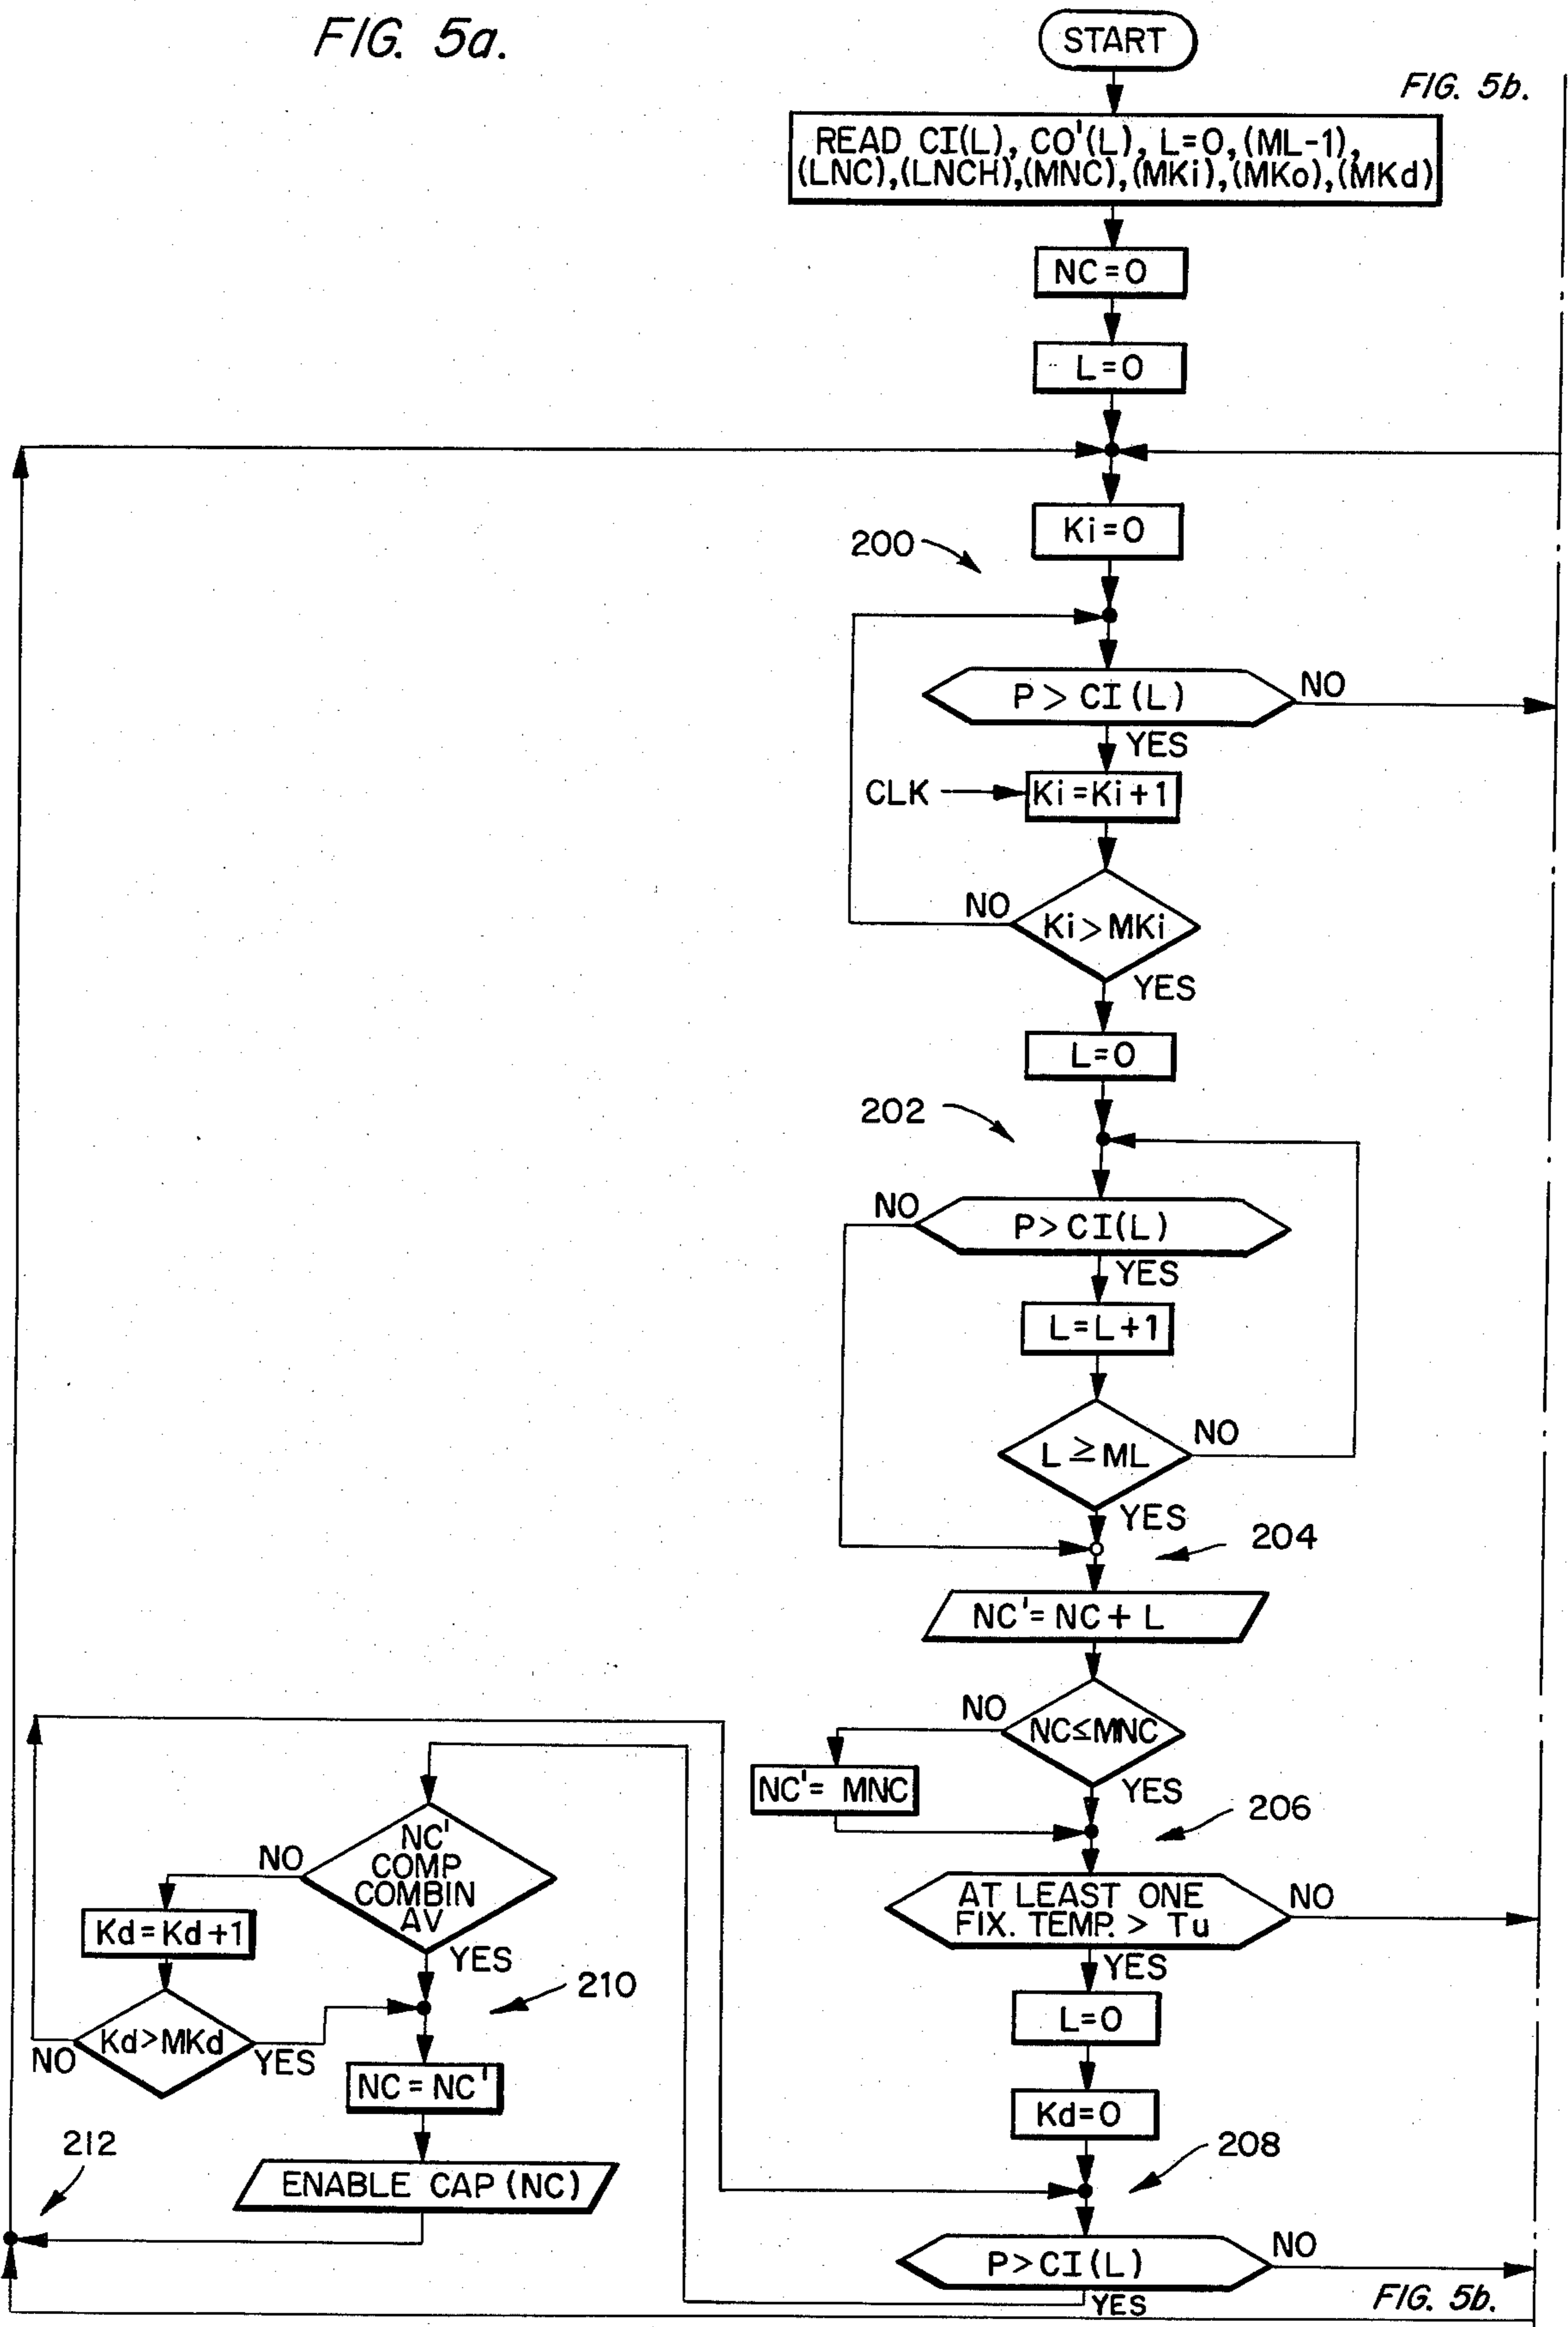 FIG. 5a.
START
FIG. 5b.
READ CI(L), CO'(L), L=0, (ML-1),
(LNC),(LNCH),(MNC),(MKi),(MKo),(MKd)
NC=0
L=0
Ki=0
200
P > CI (L)
NO
YES
CLK
Ki=Ki+1
NO
Ki > MKi
YES
L=0
202
NO
P > CI(L)
YES
L=L+1
L ≥ ML
NO
YES
204
NC'= NC + L
NO
NC≤MNC
NC'= MNC
YES
206
NC'
COMP
COMBIN
AV
NO
AT LEAST ONE
FIX. TEMP. > Tu
NO
Kd=Kd+1
YES
YES
210
L=0
Kd>MKd
NO
YES
NC = NC'
Kd=0
212
208
ENABLE CAP (NC)
P > CI (L)
NO
YES
FIG. 5b.